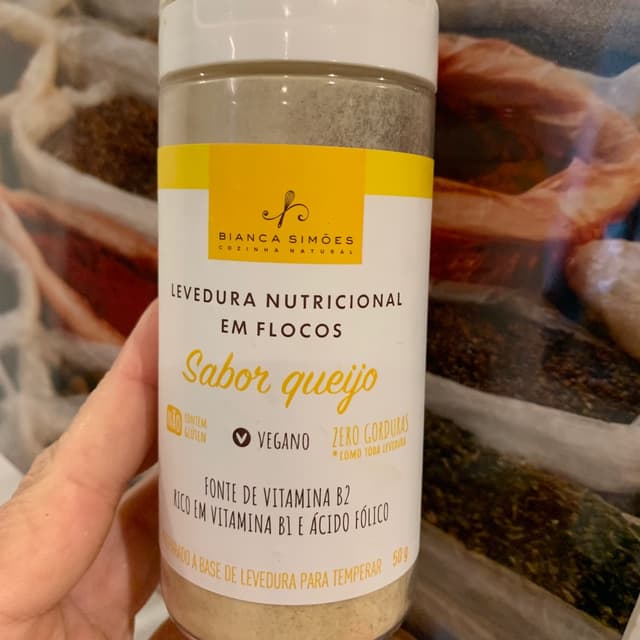 BIANCA SIMÕES
COZINHA NATURAL
LEVEDURA NUTRICIONAL
EM FLOCOS
Sabor queijo
não CONTÉM
GLÚTEN
V VEGANO
ZERO GORDURAS
*COMO TODA LEVEDURA
FONTE DE VITAMINA B2
RICO EM VITAMINA B1 E ÁCIDO FÓLICO
A BASE DE LEVEDURA PARA TEMPERAR 50 g